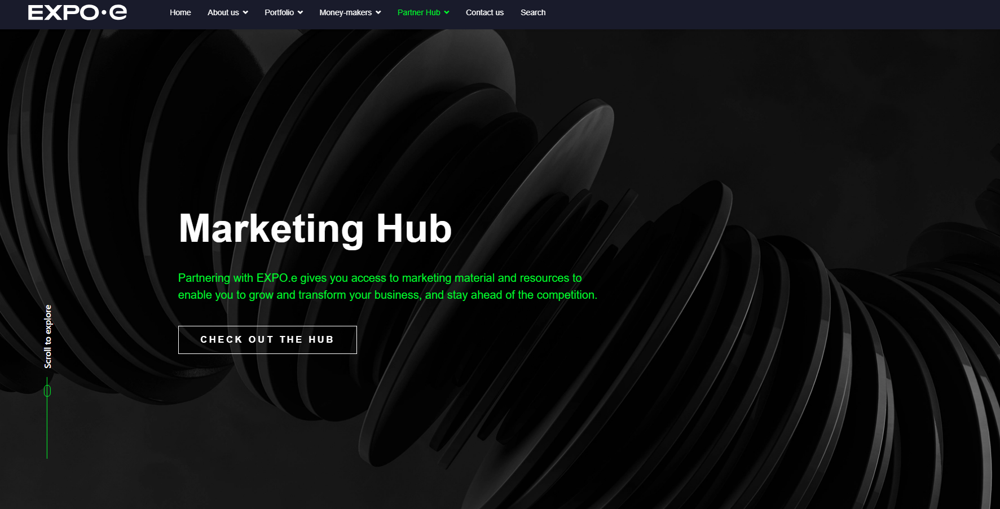 EXPO•e
Home About us Portfolio Money-makers Partner Hub Contact us Search
Marketing Hub
Partnering with EXPO.e gives you access to marketing material and resources to
enable you to grow and transform your business, and stay ahead of the competition.
CHECK OUT THE HUB
Scroll to explore